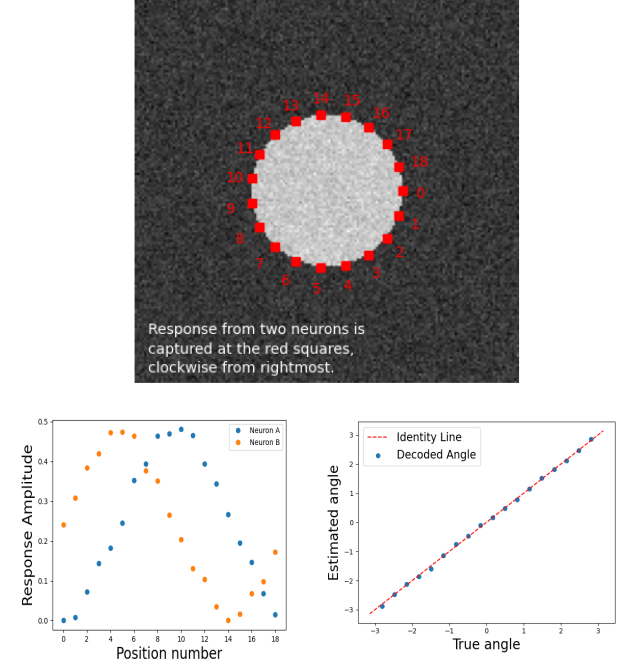 14
13
15
12
16
11
17
10
18
9
0
8
1
7
2
6
3
5
4
Response from two neurons is
captured at the red squares,
clockwise from rightmost.
0.5
0.4
0.3
0.2
0.1
0.0
Response Amplitude
Neuron A
Neuron B
0 2 4 6 8 10 12 14 16 18
Position number
3
2
1
0
−1
−2
−3
Estimated angle
Identity Line
Decoded Angle
−3 −2 −1 0 1 2 3
True angle